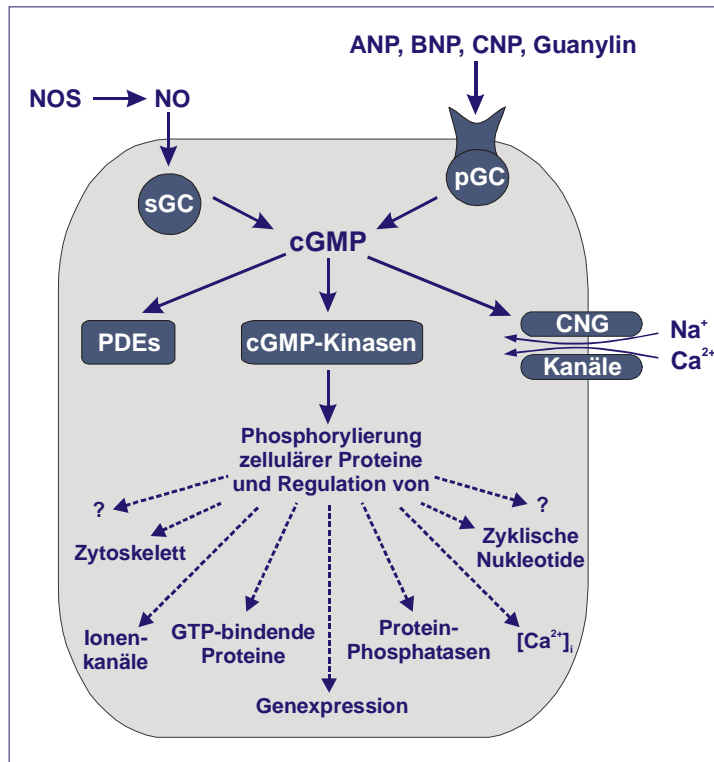 ANP, BNP, CNP, Guanylin
NOS NO
sGC
pGC
cGMP
PDEs
cGMP-Kinasen
CNG
Kanäle
Na⁺
Ca²⁺
Phosphorylierung
zellulärer Proteine
und Regulation von
?
?
Zytoskelett
Zyklische
Nukleotide
Ionen-
kanäle
GTP-bindende
Proteine
Protein-
Phosphatasen
[Ca²⁺]ᵢ
Genexpression